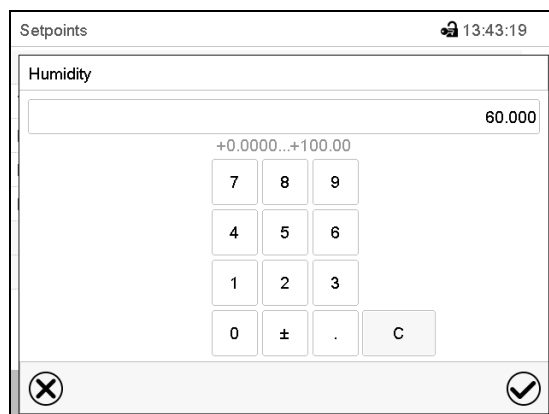 Setpoints 13:43:19
Humidity
60.000
+0.0000...+100.00
7 8 9
4 5 6
1 2 3
0 ± . C